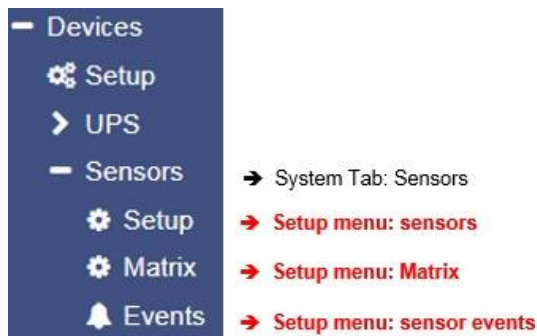 Devices
Setup
UPS
Sensors ➔ System Tab: Sensors
Setup ➔ Setup menu: sensors
Matrix ➔ Setup menu: Matrix
Events ➔ Setup menu: sensor events